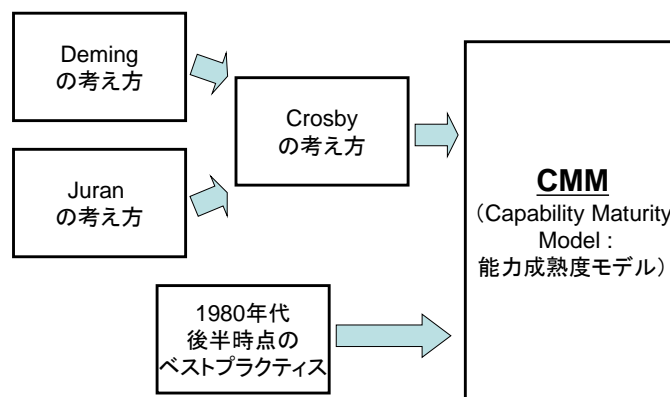 Deming
の考え方
Juran
の考え方
Crosby
の考え方
1980年代
後半時点の
ベストプラクティス
CMM
（Capability Maturity
Model :
能力成熟度モデル）